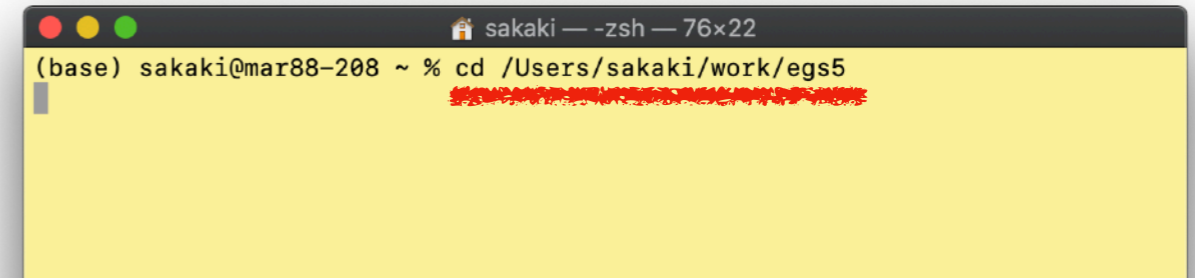 sakaki — -zsh — 76×22
(base) sakaki@mar88-208 ~ % cd /Users/sakaki/work/egs5